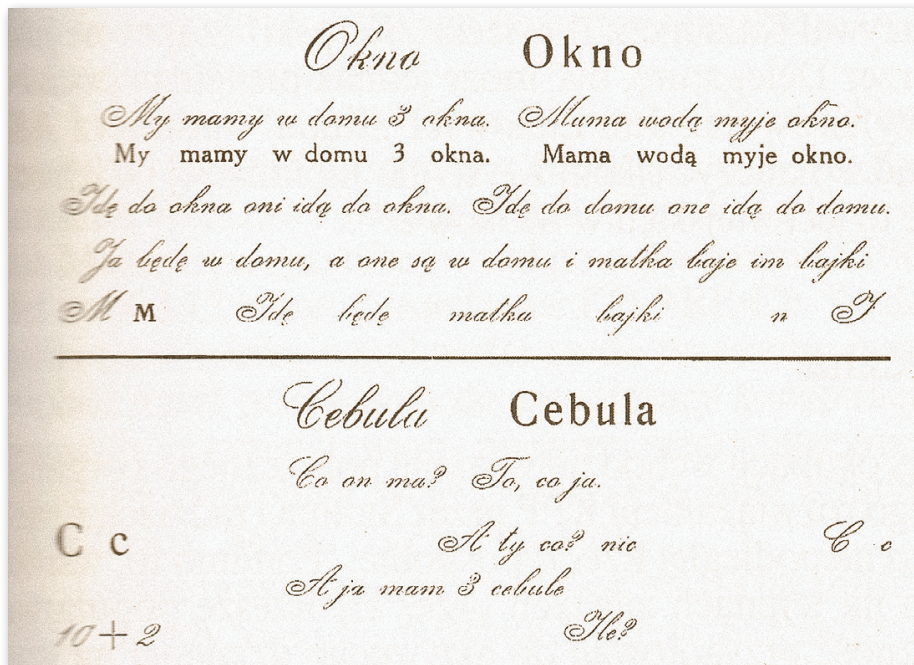 Okno Okno
My mamy w domu 3 okna. Mama wodą myje okno.
My mamy w domu 3 okna. Mama wodą myje okno.
Idę do okna oni idą do okna. Idę do domu one idą do domu.
Ja będę w domu, a one są w domu i matka baje im bajki
M M Idę będę matka bajki n I
Cebula Cebula
Co on ma? To, co ja.
C c A ty co? nic C c
A ja mam 3 cebule
10+2 Ile?